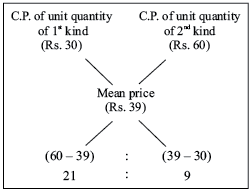 C.P. of unit quantity C.P. of unit quantity
of 1st kind of 2nd kind
(Rs. 30) (Rs. 60)
Mean price
(Rs. 39)
(60 – 39) : (39 – 30)
21 : 9